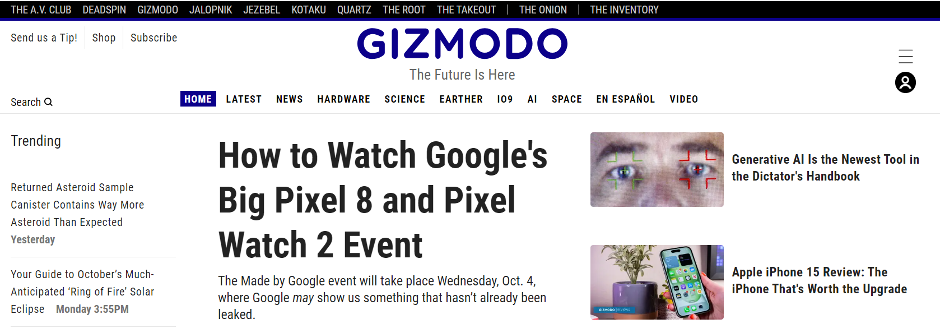 THE A.V. CLUB DEADSPIN GIZMODO JALOPNIK JEZEBEL KOTAKU QUARTZ THE ROOT THE TAKEOUT THE ONION THE INVENTORY
Send us a Tip! Shop Subscribe
GIZMODO
The Future Is Here
Search
HOME LATEST NEWS HARDWARE SCIENCE EARTHER IO9 AI SPACE EN ESPAÑOL VIDEO
Trending
Returned Asteroid Sample
Canister Contains Way More
Asteroid Than Expected
Yesterday
Your Guide to October's Much-
Anticipated 'Ring of Fire' Solar
Eclipse Monday 3:55PM
How to Watch Google's
Big Pixel 8 and Pixel
Watch 2 Event
The Made by Google event will take place Wednesday, Oct. 4,
where Google may show us something that hasn't already been
leaked.
Generative AI Is the Newest Tool in
the Dictator's Handbook
Apple iPhone 15 Review: The
iPhone That's Worth the Upgrade
GIZMODO